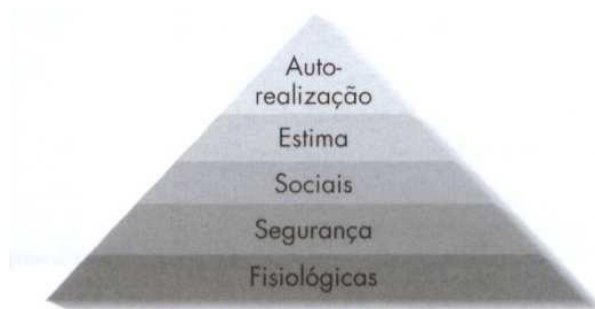 Auto-
realização
Estima
Sociais
Segurança
Fisiológicas